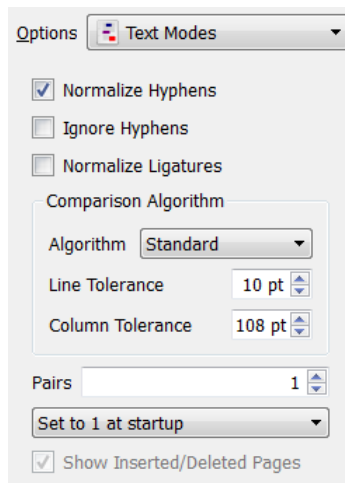 Options Text Modes
Normalize Hyphens
Ignore Hyphens
Normalize Ligatures
Comparison Algorithm
Algorithm Standard
Line Tolerance 10 pt
Column Tolerance 108 pt
Pairs 1
Set to 1 at startup
Show Inserted/Deleted Pages